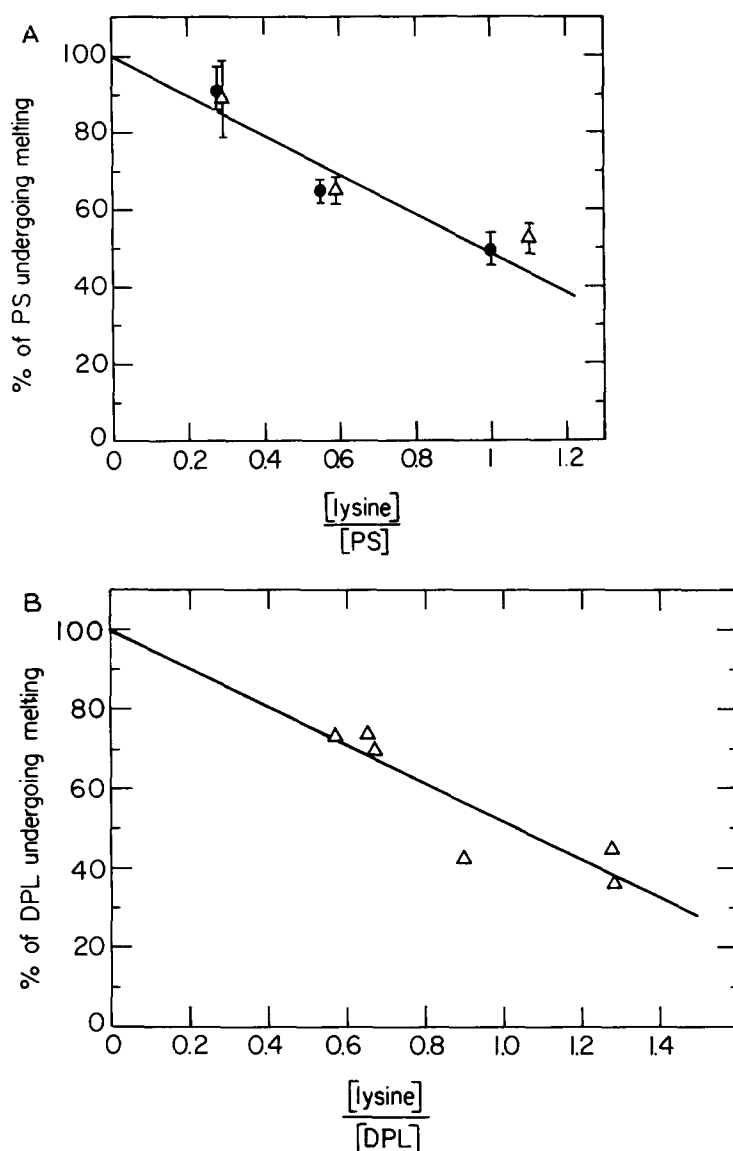 A
% of PS undergoing melting
100
80
60
40
20
0
0 0.2 0.4 0.6 0.8 1 1.2
[lysine]
[PS]
B
% of DPL undergoing melting
100
80
60
40
20
0
0 0.2 0.4 0.6 0.8 1.0 1.2 1.4
[lysine]
[DPL]